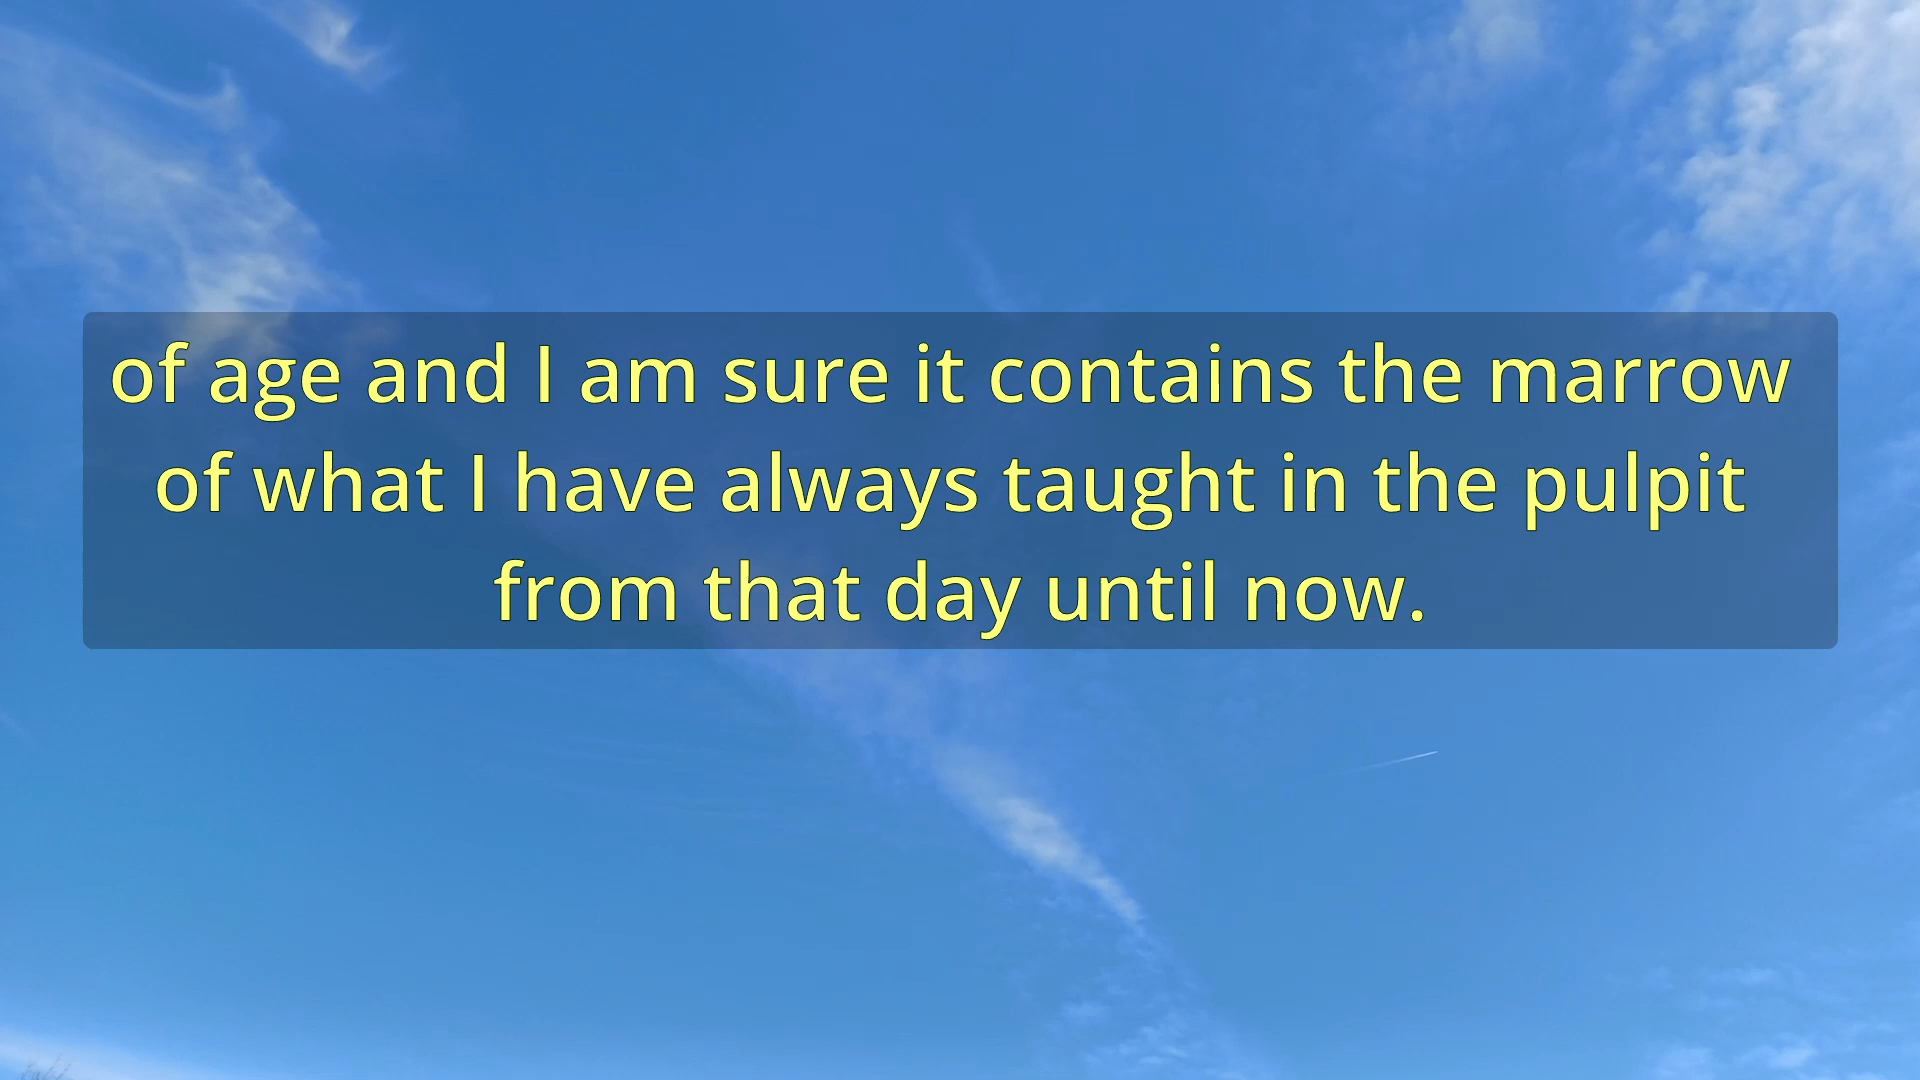 of age and I am sure it contains the marrow
of what I have always taught in the pulpit
from that day until now.